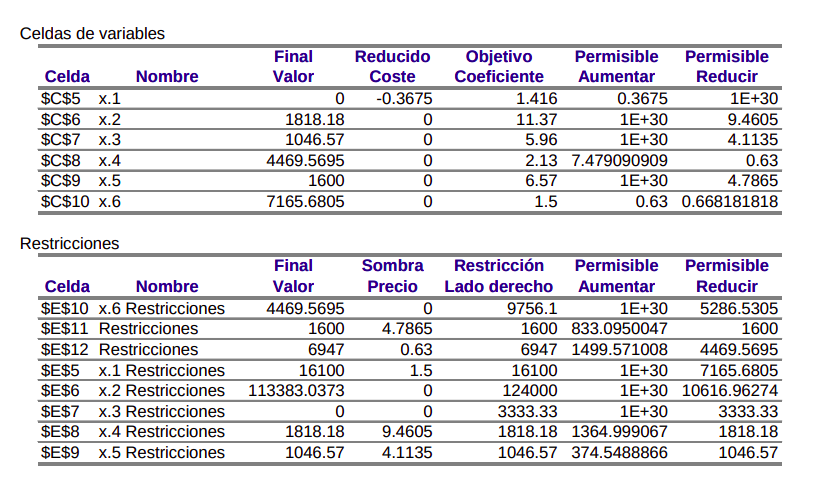 Celdas de variables
Final Reducido Objetivo Permisible Permisible
Celda Nombre Valor Coste Coeficiente Aumentar Reducir
$C$5 x.1 0 -0.3675 1.416 0.3675 1E+30
$C$6 x.2 1818.18 0 11.37 1E+30 9.4605
$C$7 x.3 1046.57 0 5.96 1E+30 4.1135
$C$8 x.4 4469.5695 0 2.13 7.479090909 0.63
$C$9 x.5 1600 0 6.57 1E+30 4.7865
$C$10 x.6 7165.6805 0 1.5 0.63 0.668181818
Restricciones
Final Sombra Restricción Permisible Permisible
Celda Nombre Valor Precio Lado derecho Aumentar Reducir
$E$10 x.6 Restricciones 4469.5695 0 9756.1 1E+30 5286.5305
$E$11 Restricciones 1600 4.7865 1600 833.0950047 1600
$E$12 Restricciones 6947 0.63 6947 1499.571008 4469.5695
$E$5 x.1 Restricciones 16100 1.5 16100 1E+30 7165.6805
$E$6 x.2 Restricciones 113383.0373 0 124000 1E+30 10616.96274
$E$7 x.3 Restricciones 0 0 3333.33 1E+30 3333.33
$E$8 x.4 Restricciones 1818.18 9.4605 1818.18 1364.999067 1818.18
$E$9 x.5 Restricciones 1046.57 4.1135 1046.57 374.5488866 1046.57